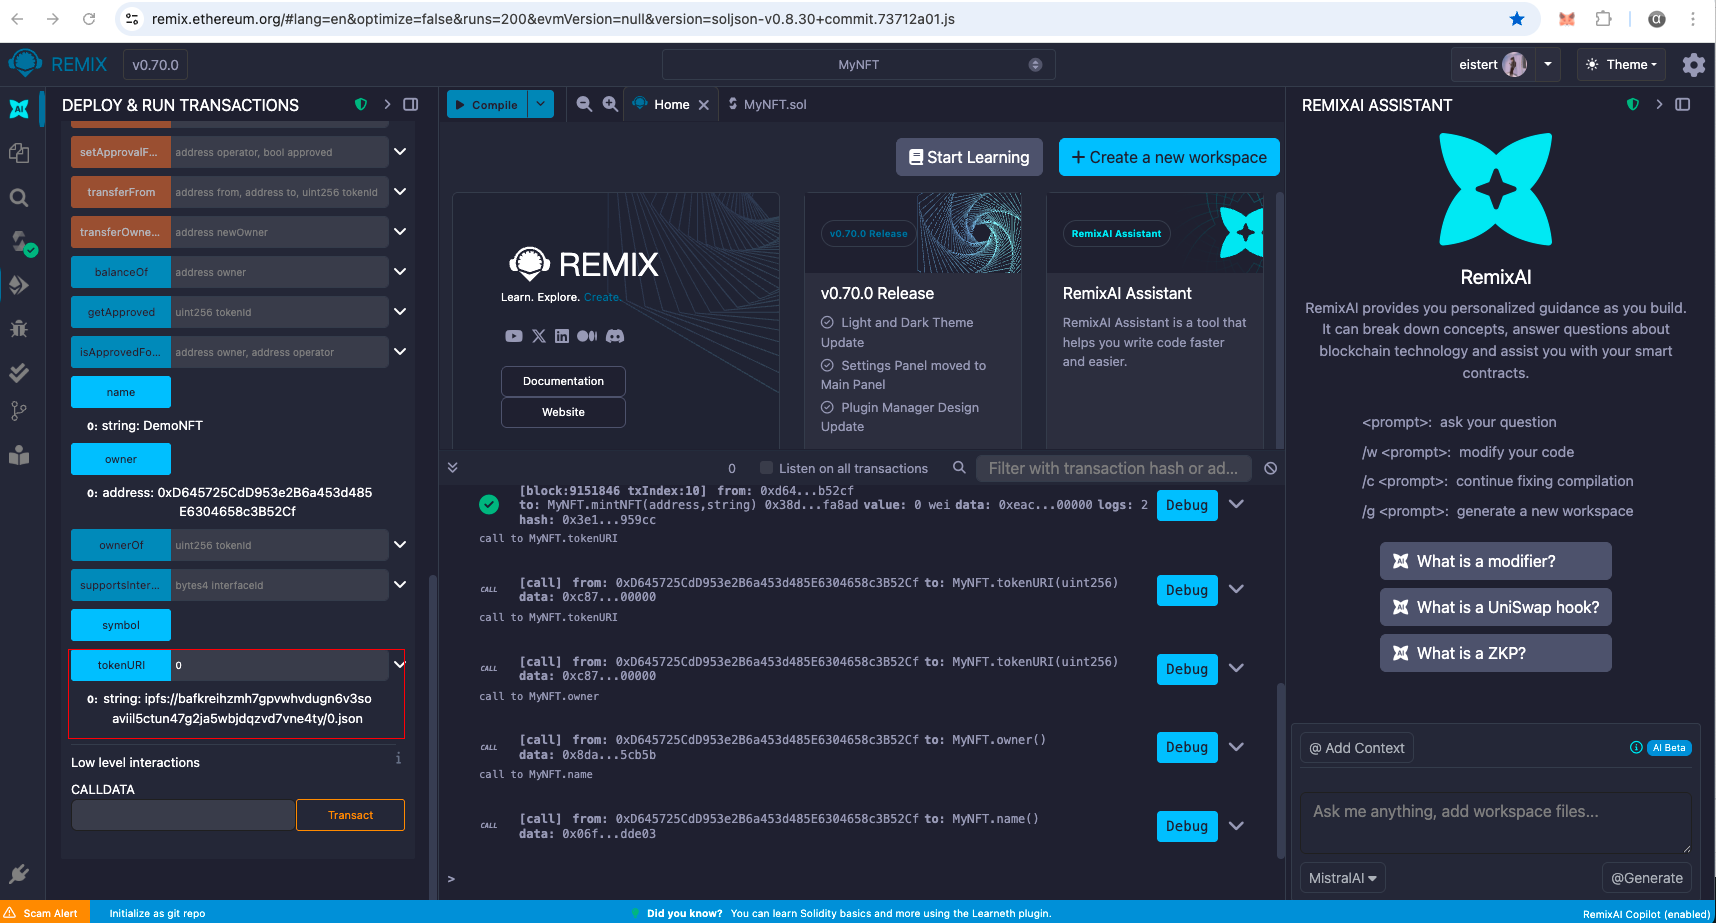 remix.ethereum.org/#lang=en&optimize=false&runs=200&evmVersion=null&version=soljson-v0.8.30+commit.73712a01.js
REMIX
v0.70.0
MyNFT
eistert
Theme
DEPLOY & RUN TRANSACTIONS
setApprovalF...
address operator, bool approved
transferFrom
address from, address to, uint256 tokenId
transferOwne...
address newOwner
balanceOf
address owner
getApproved
uint256 tokenId
isApprovedFo...
address owner, address operator
name
0: string: DemoNFT
owner
0: address: 0xD645725CdD953e2B6a453d485
E6304658c3B52Cf
ownerOf
uint256 tokenId
supportsInter...
bytes4 interfaceId
symbol
tokenURI
0
0: string: ipfs://bafkreihzmh7gpvwhvdugn6v3so
aviil5ctun47g2ja5wbjdqzvd7vne4ty/0.json
Low level interactions
i
CALLDATA
Transact
Compile
Home
MyNFT.sol
Start Learning
+ Create a new workspace
REMIX
Learn. Explore. Create.
Documentation
Website
v0.70.0 Release
v0.70.0 Release
Light and Dark Theme
Update
Settings Panel moved to
Main Panel
Plugin Manager Design
Update
RemixAI Assistant
RemixAI Assistant
RemixAI Assistant is a tool that
helps you write code faster
and easier.
0
Listen on all transactions
Filter with transaction hash or ad...
[block:9151846 txIndex:10] from: 0xd64...b52cf
to: MyNFT.mintNFT(address,string) 0x38d...fa8ad value: 0 wei data: 0xeac...00000 logs: 2
hash: 0x3e1...959cc
Debug
call to MyNFT.tokenURI
CALL
[call] from: 0xD645725CdD953e2B6a453d485E6304658c3B52Cf to: MyNFT.tokenURI(uint256)
data: 0xc87...00000
Debug
call to MyNFT.tokenURI
CALL
[call] from: 0xD645725CdD953e2B6a453d485E6304658c3B52Cf to: MyNFT.tokenURI(uint256)
data: 0xc87...00000
Debug
call to MyNFT.owner
CALL
[call] from: 0xD645725CdD953e2B6a453d485E6304658c3B52Cf to: MyNFT.owner()
data: 0x8da...5cb5b
Debug
call to MyNFT.name
CALL
[call] from: 0xD645725CdD953e2B6a453d485E6304658c3B52Cf to: MyNFT.name()
data: 0x06f...dde03
Debug
>
REMIXAI ASSISTANT
RemixAI
RemixAI provides you personalized guidance as you build.
It can break down concepts, answer questions about
blockchain technology and assist you with your smart
contracts.
<prompt>: ask your question
/w <prompt>: modify your code
/c <prompt>: continue fixing compilation
/g <prompt>: generate a new workspace
What is a modifier?
What is a UniSwap hook?
What is a ZKP?
@ Add Context
AI Beta
Ask me anything, add workspace files...
MistralAI
@Generate
Scam Alert
Initialize as git repo
Did you know? You can learn Solidity basics and more using the Learneth plugin.
RemixAI Copilot (enabled)